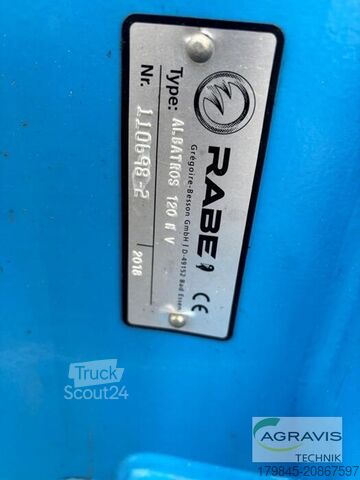 RABE
Grégoire-Besson GmbH | D-49152 Bad Essen
CE
Type: ALBATROS 120 M V
Nr. 110698-2
2018
Truck
Scout24
AGRAVIS
TECHNIK
179845-20867597